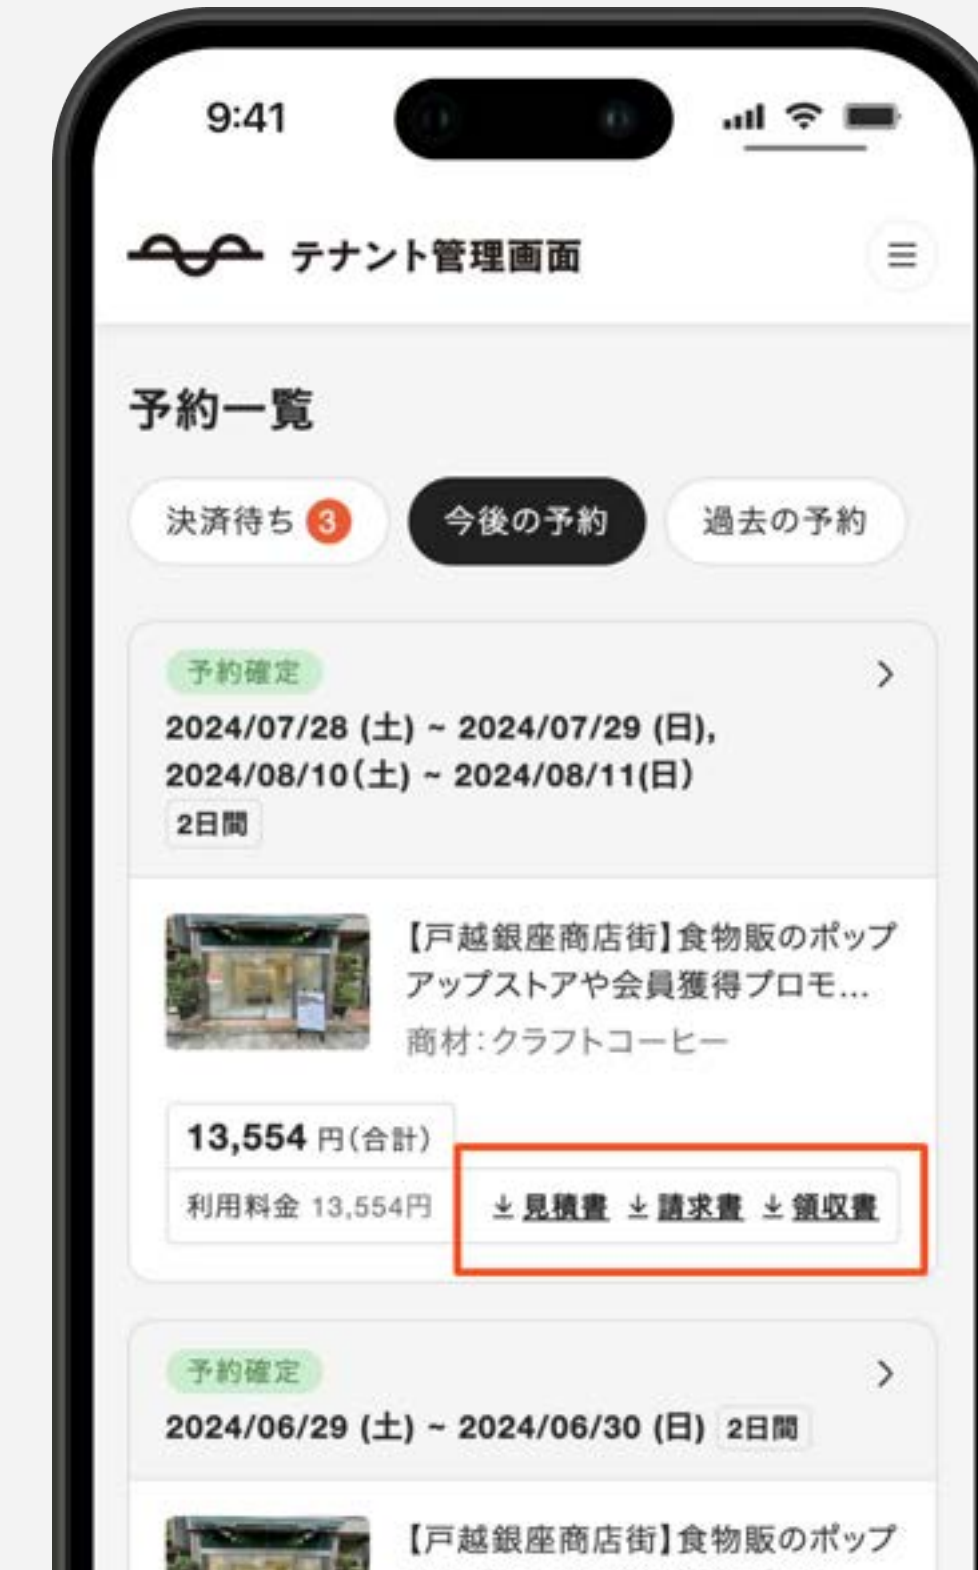 9:41
テナント管理画面
予約一覧
決済待ち 3 今後の予約 過去の予約
予約確定
2024/07/28 (土) ~ 2024/07/29 (日),
2024/08/10(土) ~ 2024/08/11(日)
2日間
【戸越銀座商店街】食物販のポップ
アップストアや会員獲得プロモ...
商材:クラフトコーヒー
13,554 円(合計)
利用料金 13,554円 見積書 請求書 領収書
予約確定
2024/06/29 (土) ~ 2024/06/30 (日) 2日間
【戸越銀座商店街】食物販のポップ